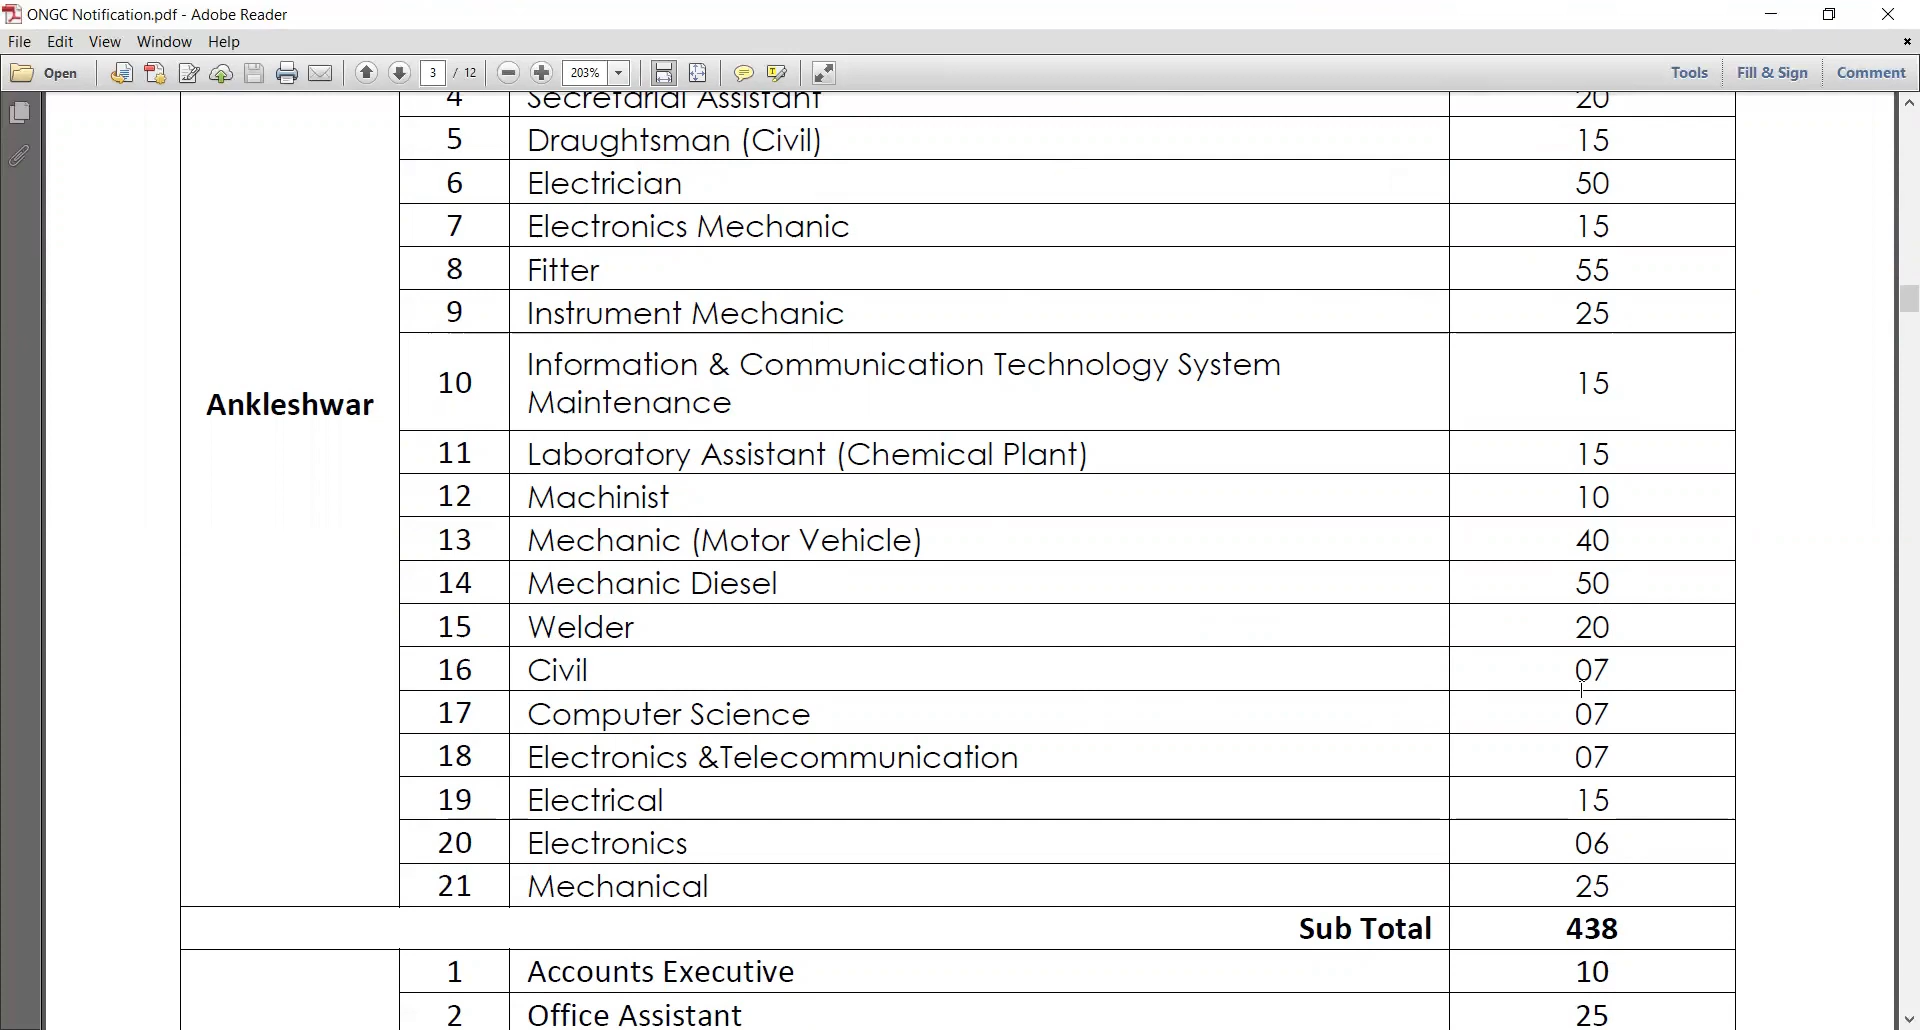 ONGC Notification.pdf - Adobe Reader
File Edit View Window Help
Open 3 / 12 203% Tools Fill & Sign Comment
4 Secretarial Assistant 20
5 Draughtsman (Civil) 15
6 Electrician 50
7 Electronics Mechanic 15
8 Fitter 55
9 Instrument Mechanic 25
10 Information & Communication Technology System
Maintenance 15
Ankleshwar
11 Laboratory Assistant (Chemical Plant) 15
12 Machinist 10
13 Mechanic (Motor Vehicle) 40
14 Mechanic Diesel 50
15 Welder 20
16 Civil 07
17 Computer Science 07
18 Electronics &Telecommunication 07
19 Electrical 15
20 Electronics 06
21 Mechanical 25
Sub Total 438
1 Accounts Executive 10
2 Office Assistant 25